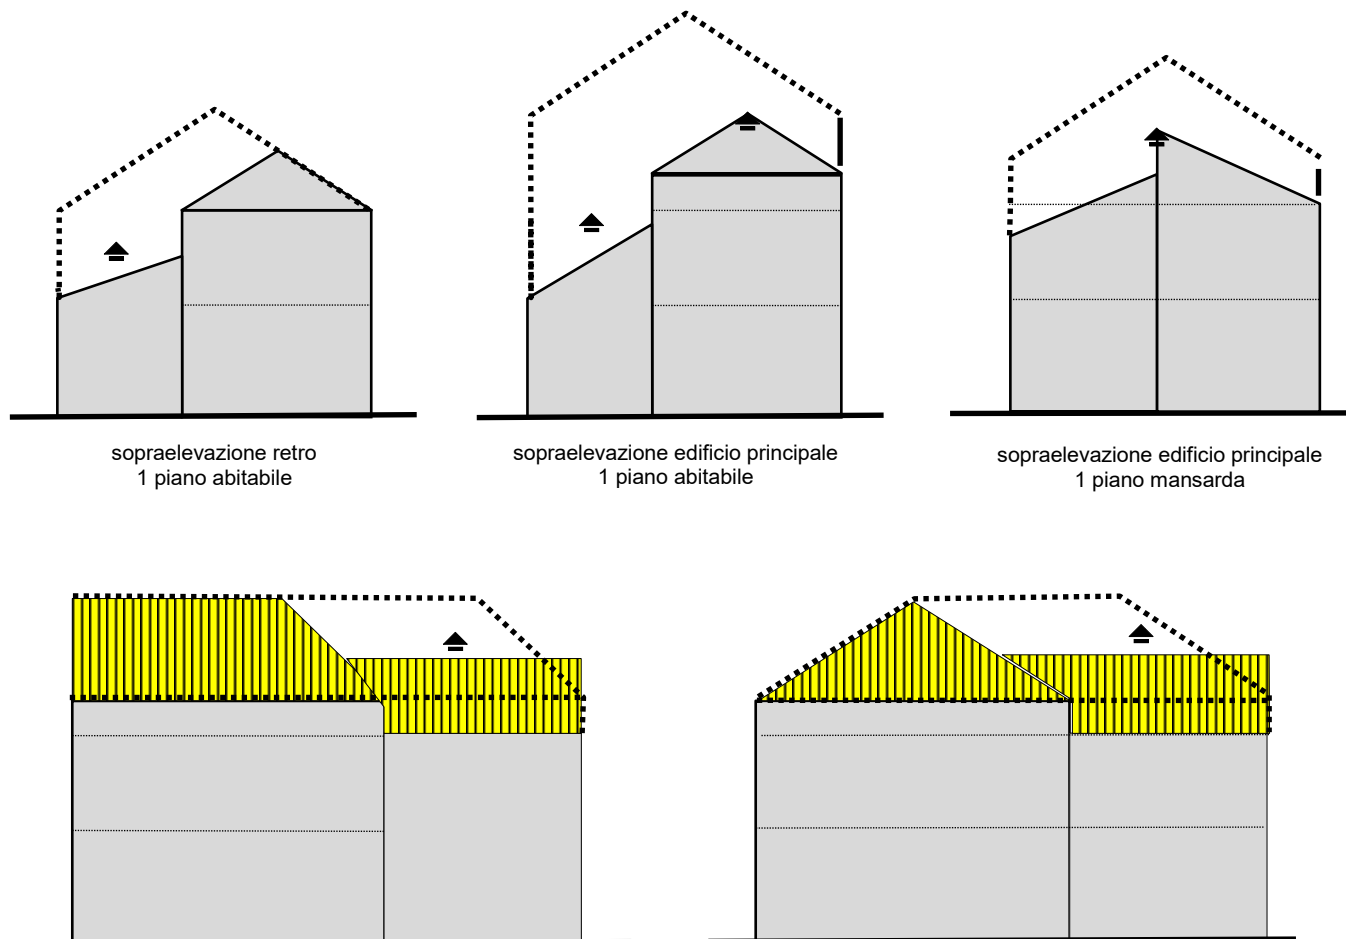 sopraelevazione retro
1 piano abitabile
sopraelevazione edificio principale
1 piano abitabile
sopraelevazione edificio principale
1 piano mansarda